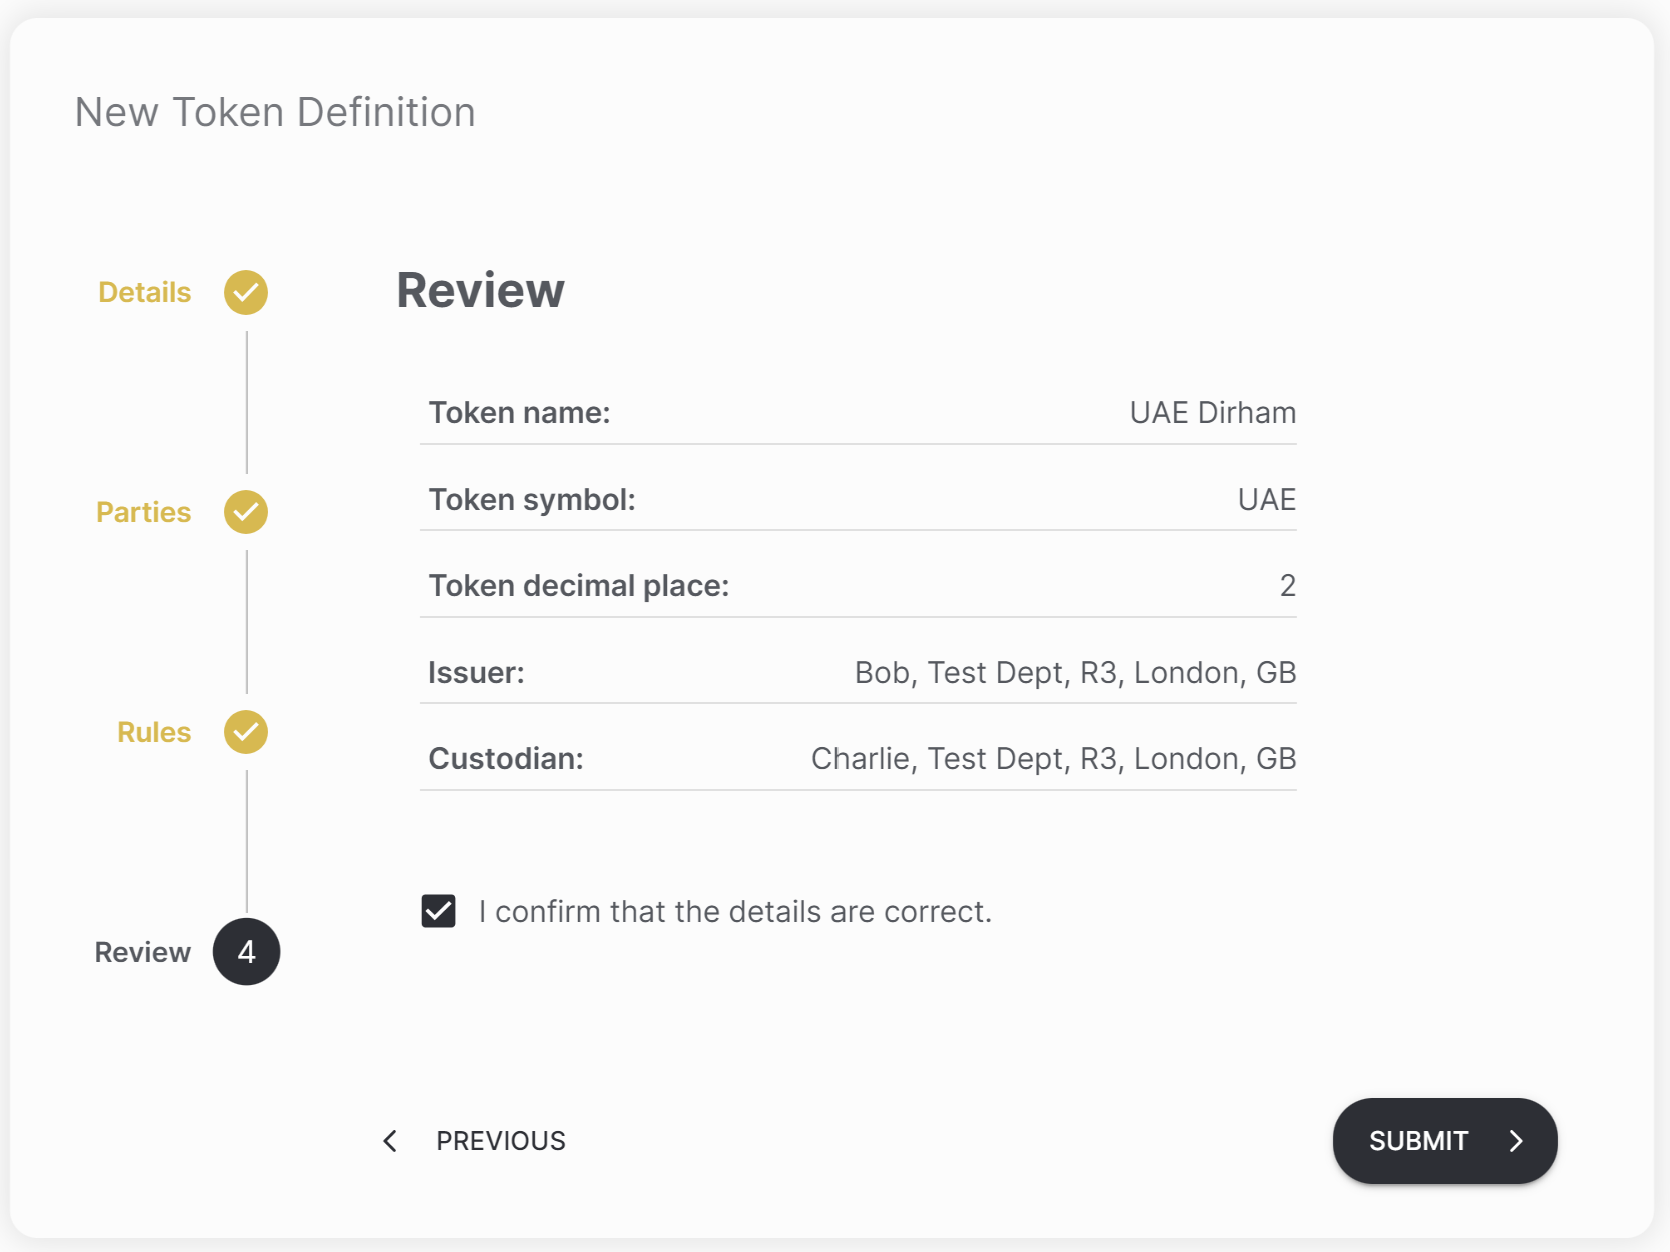 New Token Definition
Details
Parties
Rules
Review
4
Review
Token name: UAE Dirham
Token symbol: UAE
Token decimal place: 2
Issuer: Bob, Test Dept, R3, London, GB
Custodian: Charlie, Test Dept, R3, London, GB
I confirm that the details are correct.
PREVIOUS
SUBMIT